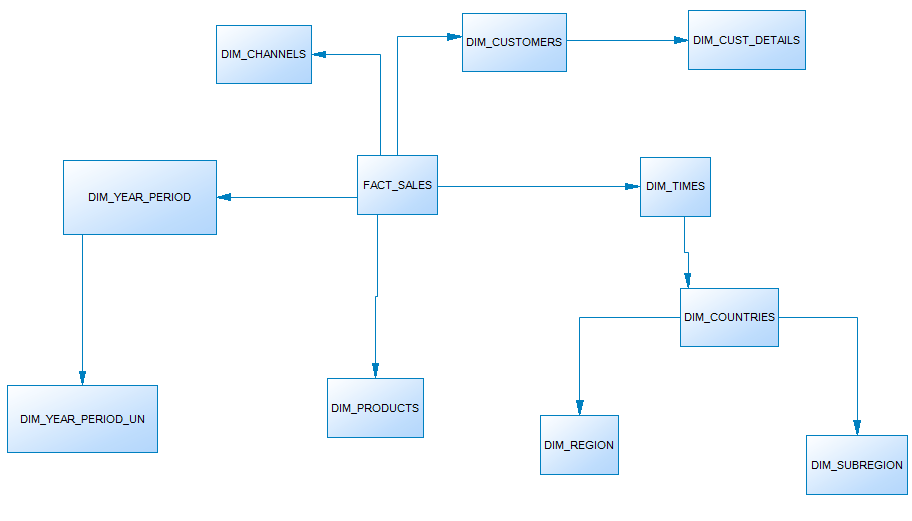 DIM_CHANNELS
DIM_CUSTOMERS
DIM_CUST_DETAILS
DIM_YEAR_PERIOD
FACT_SALES
DIM_TIMES
DIM_COUNTRIES
DIM_YEAR_PERIOD_UN
DIM_PRODUCTS
DIM_REGION
DIM_SUBREGION